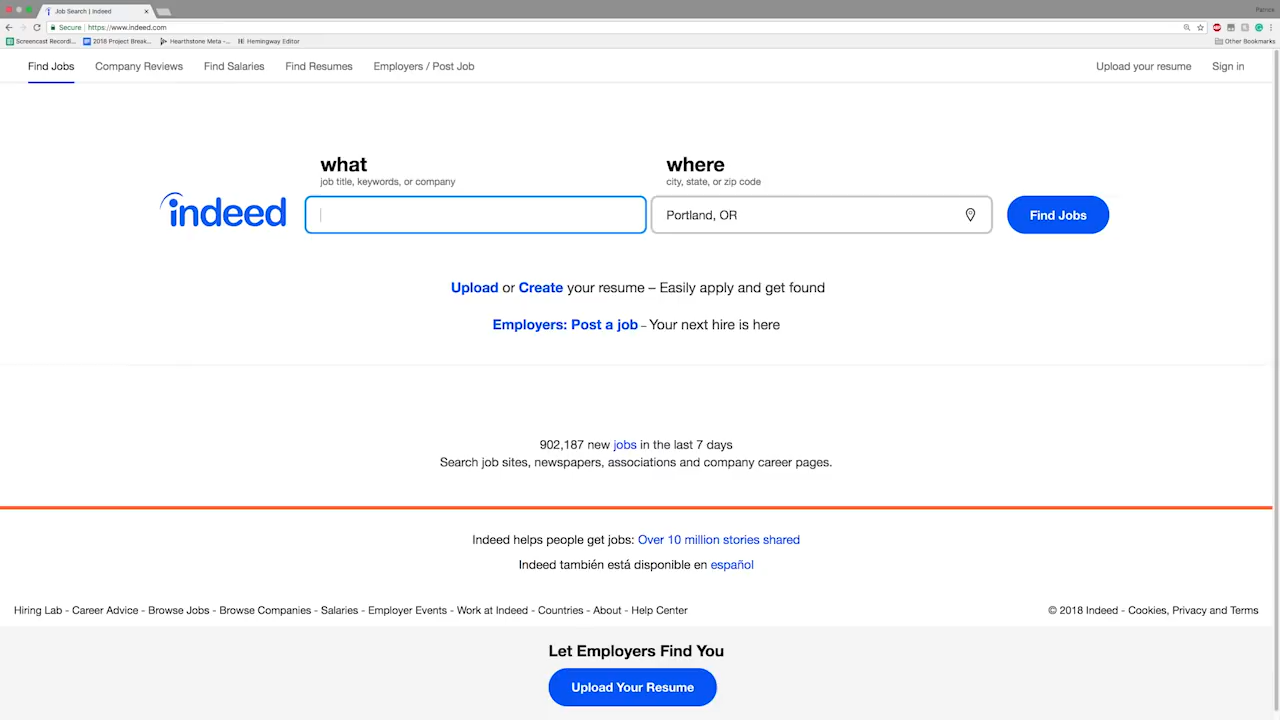 Job Search | Indeed
Patrick
Secure | https://www.indeed.com
Screencast Recordi... 2018 Project Break... Hearthstone Meta -... Hemingway Editor
Other Bookmarks
Find Jobs Company Reviews Find Salaries Find Resumes Employers / Post Job Upload your resume Sign in
what where
job title, keywords, or company city, state, or zip code
indeed Portland, OR Find Jobs
Upload or Create your resume – Easily apply and get found
Employers: Post a job – Your next hire is here
902,187 new jobs in the last 7 days
Search job sites, newspapers, associations and company career pages.
Indeed helps people get jobs: Over 10 million stories shared
Indeed también está disponible en español
Hiring Lab - Career Advice - Browse Jobs - Browse Companies - Salaries - Employer Events - Work at Indeed - Countries - About - Help Center © 2018 Indeed - Cookies, Privacy and Terms
Let Employers Find You
Upload Your Resume